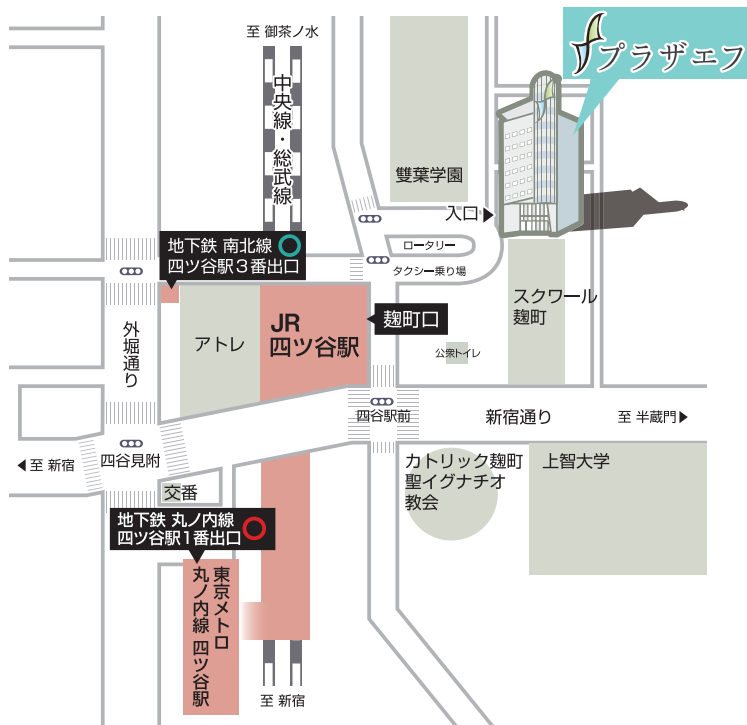 至 御茶ノ水
プラザエフ
中央線・総武線
雙葉学園
入口
地下鉄 南北線
四ツ谷駅3番出口
ロータリー
タクシー乗り場
スクワール
麹町
外堀通り
アトレ
JR
四ツ谷駅
麹町口
公衆トイレ
四谷駅前
新宿通り
至 半蔵門
至 新宿
四谷見附
カトリック麹町
聖イグナチオ
教会
上智大学
交番
地下鉄 丸ノ内線
四ツ谷駅1番出口
東京メトロ
丸ノ内線 四ツ谷駅
至 新宿